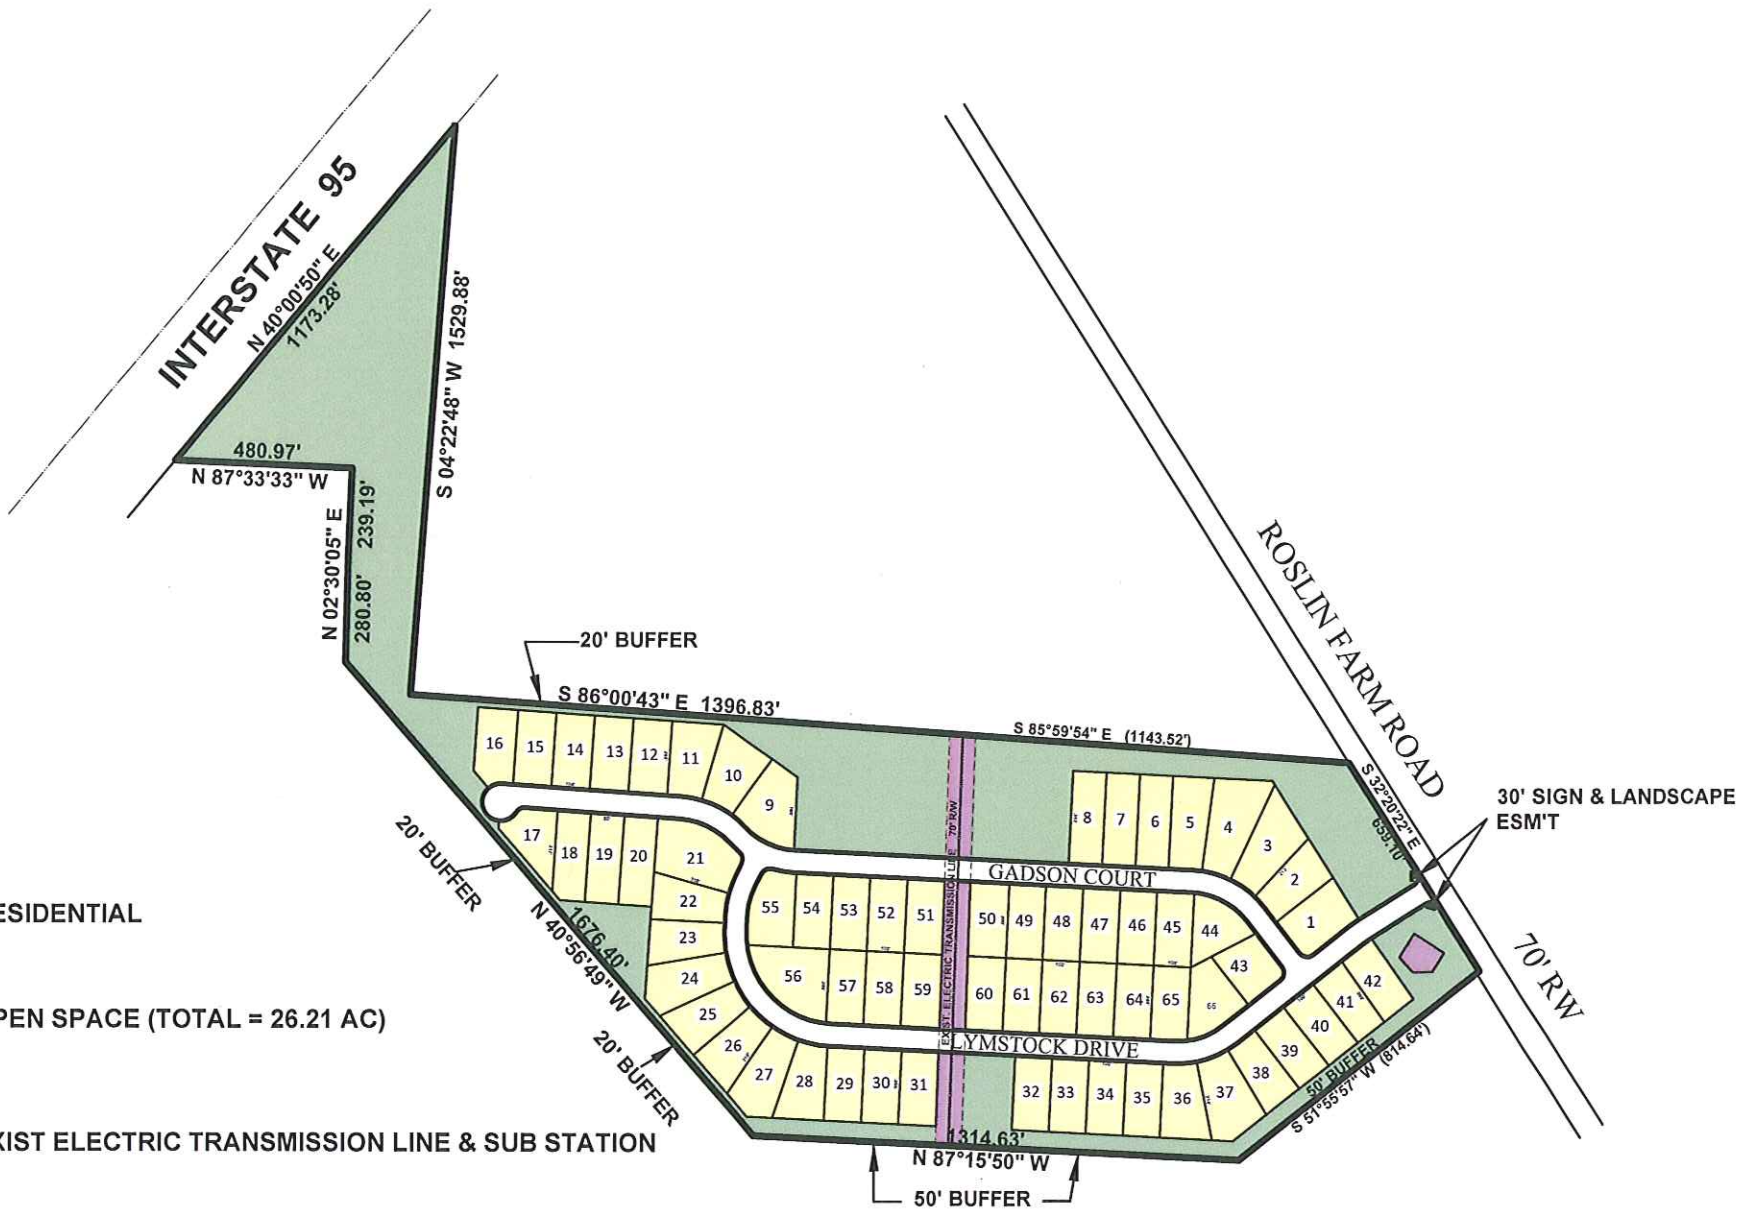 INTERSTATE 95
N 40°00'50" E
1173.28'
S 04°22'48" W 1529.88'
480.97'
N 87°33'33" W
N 02°30'05" E
280.80' 239.19'
20' BUFFER
S 86°00'43" E 1396.83'
S 85°59'54" E (1143.52')
ROSLIN FARM ROAD
70' RW
S 32°20'22" E
659.10'
30' SIGN & LANDSCAPE
ESM'T
16 15 14 13 12 11 10 9
8 7 6 5 4 3 2 1
20' BUFFER
17 18 19 20 21
22
23
24
25
26
27 28 29 30 31
GADSON COURT
55 54 53 52 51
50 49 48 47 46 45 44
43
56 57 58 59
60 61 62 63 64 65 66
EXIST. ELECTRIC TRANSMISSION LINE 70' R/W
LYMSTOCK DRIVE
32 33 34 35 36 37 38 39 40 41 42
1676.40'
N 40°56'49" W
20' BUFFER
50' BUFFER
S 51°55'57" W (814.64')
1314.63'
N 87°15'50" W
50' BUFFER
ESIDENTIAL
PEN SPACE (TOTAL = 26.21 AC)
XIST ELECTRIC TRANSMISSION LINE & SUB STATION